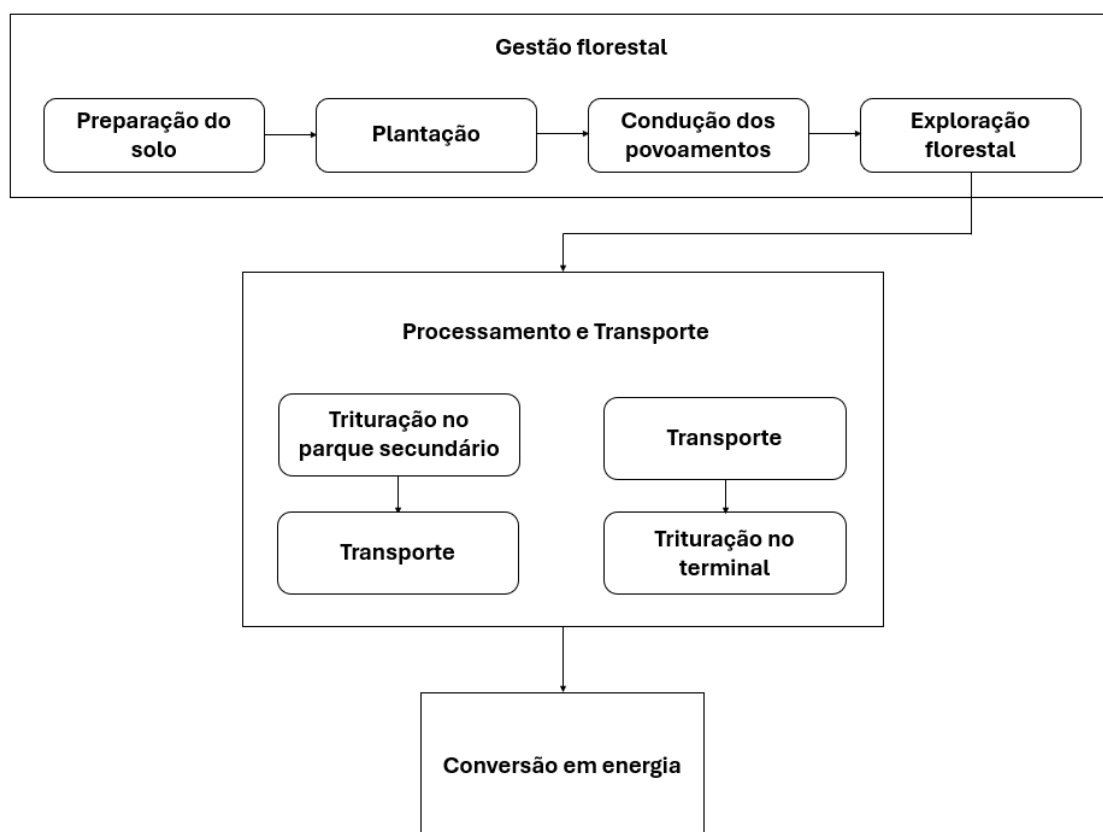 Gestão florestal
Preparação do
solo
Plantação
Condução dos
povoamentos
Exploração
florestal
Processamento e Transporte
Trituração no
parque secundário
Transporte
Transporte
Trituração no
terminal
Conversão em energia